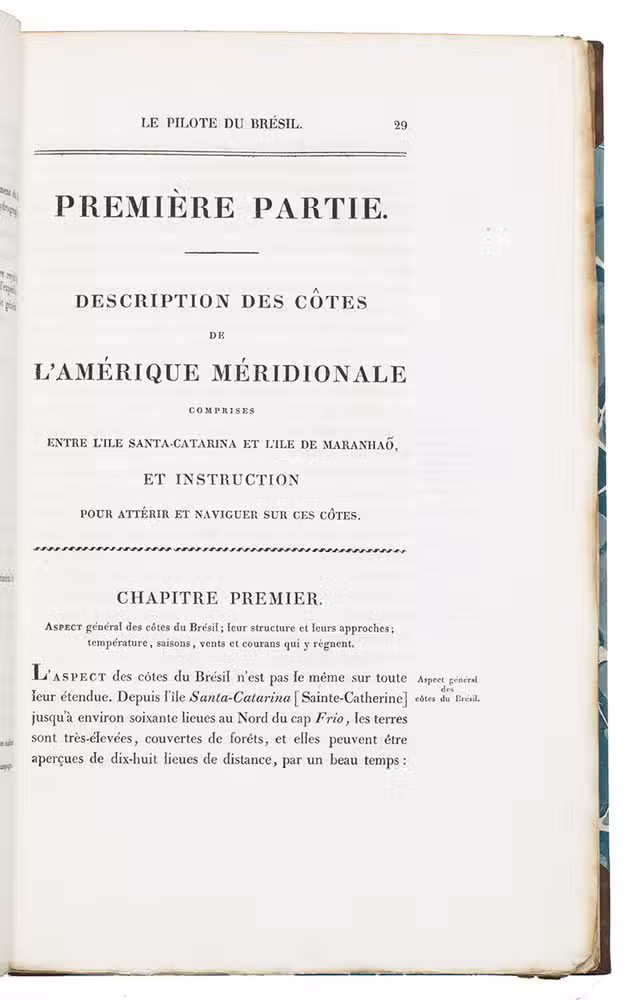 LE PILOTE DU BRÉSIL. 29
PREMIÈRE PARTIE.
DESCRIPTION DES CÔTES
DE
L'AMÉRIQUE MÉRIDIONALE
COMPRISES
ENTRE L'ILE SANTA-CATARINA ET L'ILE DE MARANHAÕ,
ET INSTRUCTION
POUR ATTÉRIR ET NAVIGUER SUR CES CÔTES.
CHAPITRE PREMIER.
ASPECT général des côtes du Brésil; leur structure et leurs approches;
température, saisons, vents et courans qui y règnent.
L'ASPECT des côtes du Brésil n'est pas le même sur toute
leur étendue. Depuis l'île Santa-Catarina [Sainte-Catherine]
jusqu'à environ soixante lieues au Nord du cap Frio, les terres
sont très-élevées, couvertes de forêts, et elles peuvent être
aperçues de dix-huit lieues de distance, par un beau temps :
Aspect général
des
côtes du Brésil.